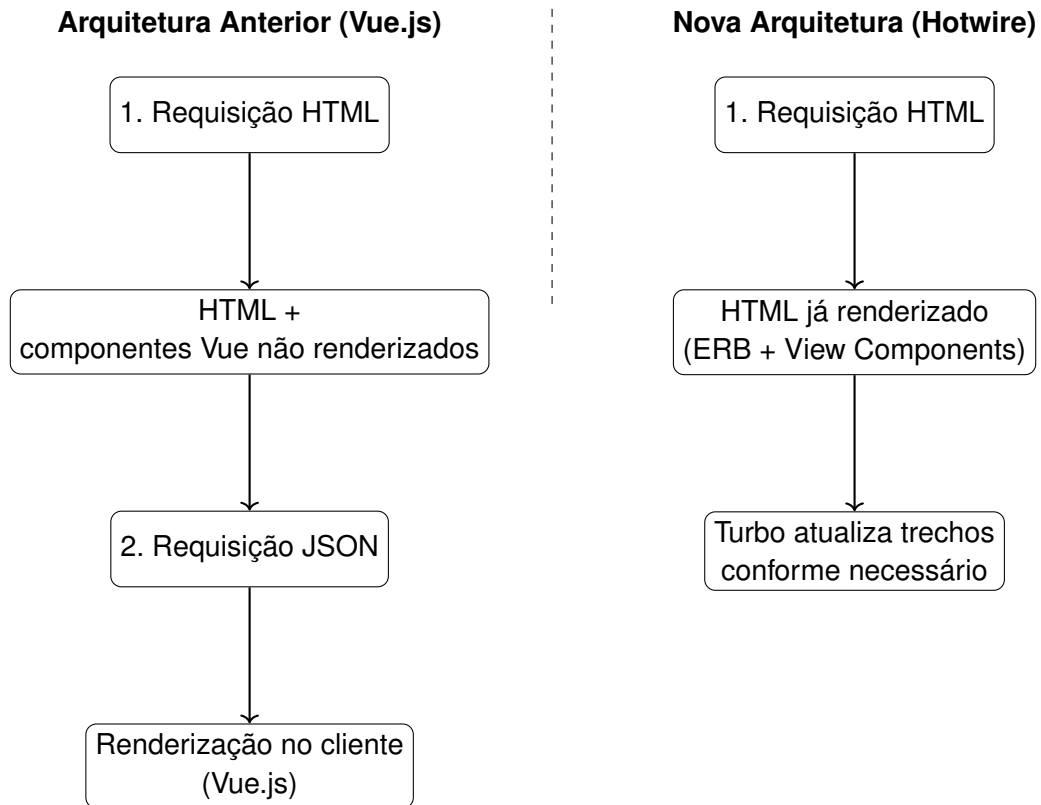 Arquitetura Anterior (Vue.js)
1. Requisição HTML
HTML +
componentes Vue não renderizados
2. Requisição JSON
Renderização no cliente
(Vue.js)
Nova Arquitetura (Hotwire)
1. Requisição HTML
HTML já renderizado
(ERB + View Components)
Turbo atualiza trechos
conforme necessário